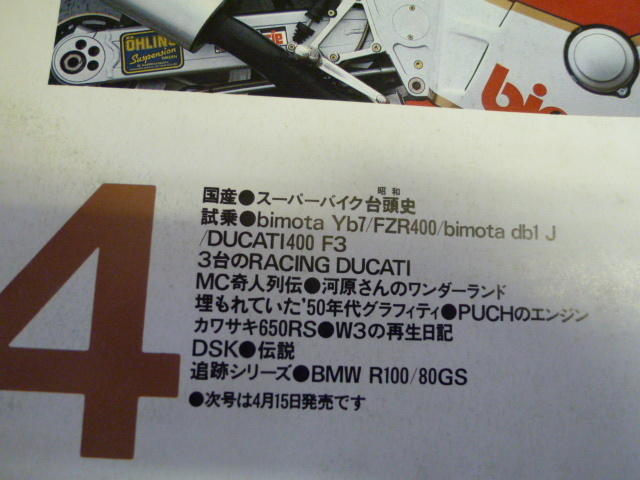 ÖHLINS
Suspension
bi
4
昭和
国産●スーパーバイク台頭史
試乗●bimota Yb7/FZR400/bimota db1 J
/DUCATI400 F3
3台のRACING DUCATI
MC奇人列伝●河原さんのワンダーランド
埋もれていた'50年代グラフィティ●PUCHのエンジン
カワサキ650RS●W3の再生日記
DSK●伝説
追跡シリーズ●BMW R100/80GS
●次号は4月15日発売です